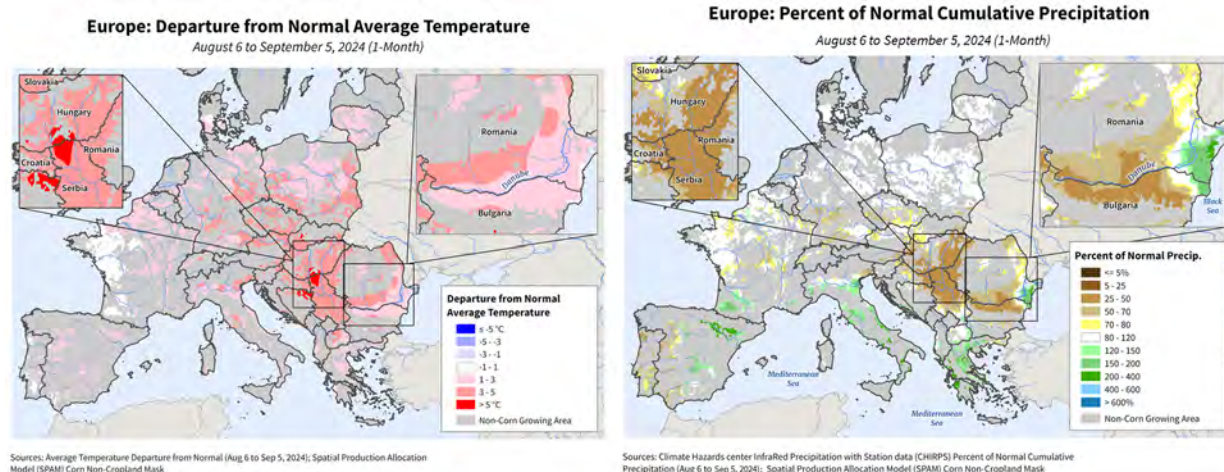 Europe: Departure from Normal Average Temperature
August 6 to September 5, 2024 (1-Month)
Slovakia
Hungary
Romania
Croatia
Serbia
Romania
Danube
Bulgaria
Departure from Normal
Average Temperature
≤ -5 °C
-5 - -3
-3 - -1
-1 - 1
1 - 3
3 - 5
> 5 °C
Non-Corn Growing Area
Sources: Average Temperature Departure from Normal (Aug 6 to Sep 5, 2024); Spatial Production Allocation
Model (SPAM) Corn Non-Cropland Mask
Europe: Percent of Normal Cumulative Precipitation
August 6 to September 5, 2024 (1-Month)
Slovakia
Hungary
Romania
Croatia
Serbia
Romania
Danube
Bulgaria
Black
Sea
Mediterranean
Sea
Mediterranean
Sea
Percent of Normal Precip.
<= 5%
5 - 25
25 - 50
50 - 70
70 - 80
80 - 120
120 - 150
150 - 200
200 - 400
400 - 600
> 600%
Non-Corn Growing Area
Sources: Climate Hazards center InfraRed Precipitation with Station data (CHIRPS) Percent of Normal Cumulative
Precipitation (Aug 6 to Sep 5, 2024); Spatial Production Allocation Model (SPAM) Corn Non-Cropland Mask